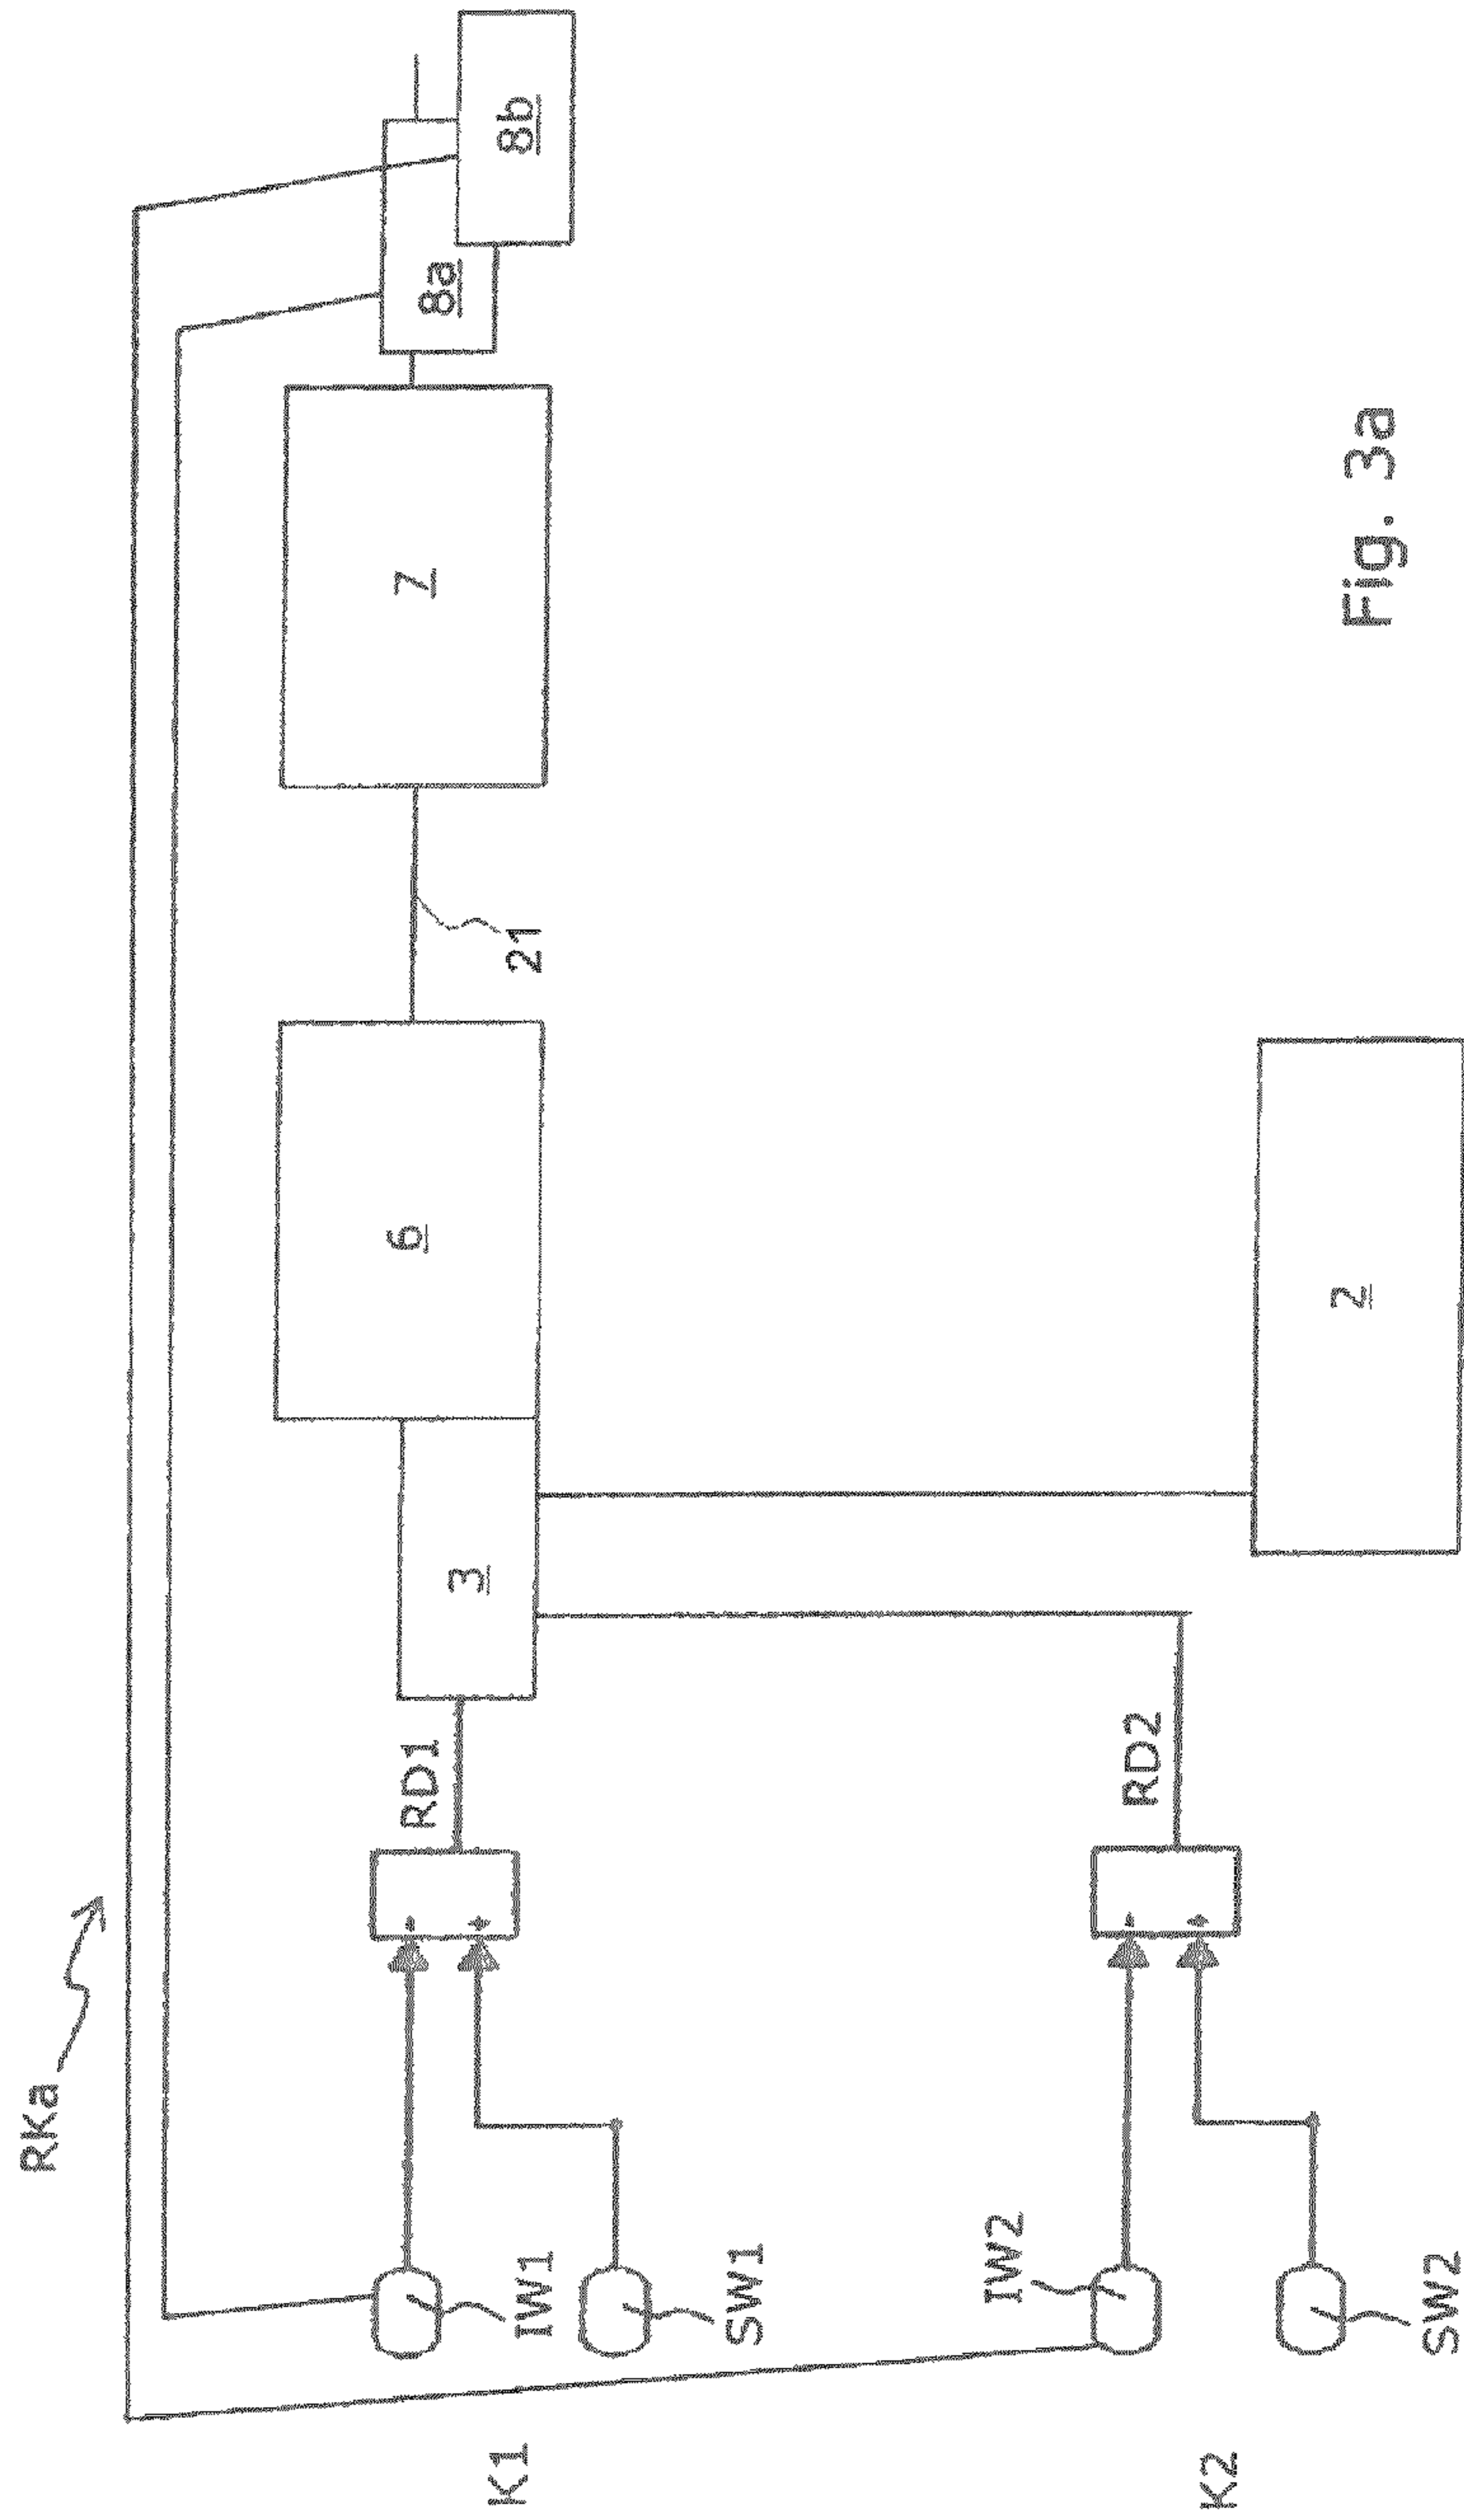 RKa
8b
8a
7
21
6
3
RD1
IW1
SW1
K1
2
RD2
IW2
SW2
K2
- +
- +
Fig. 3a